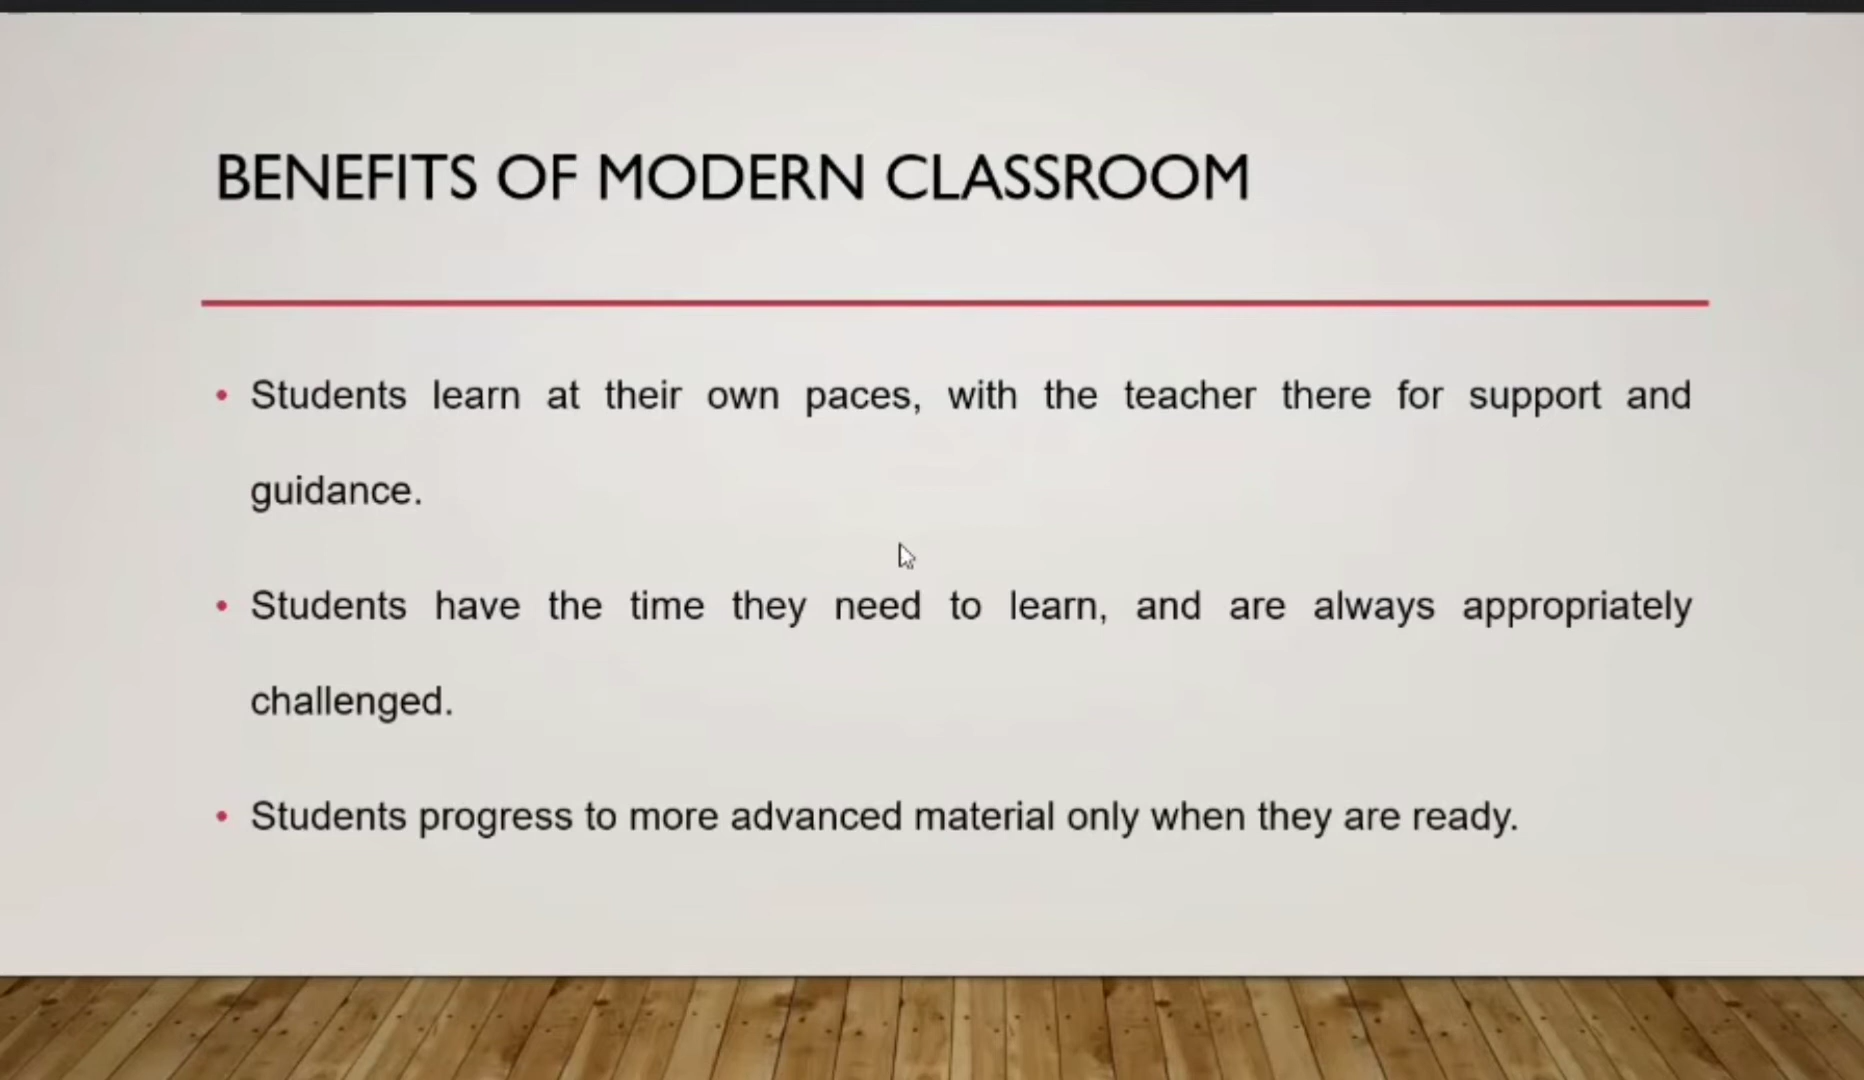 BENEFITS OF MODERN CLASSROOM
• Students learn at their own paces, with the teacher there for support and
guidance.
• Students have the time they need to learn, and are always appropriately
challenged.
• Students progress to more advanced material only when they are ready.